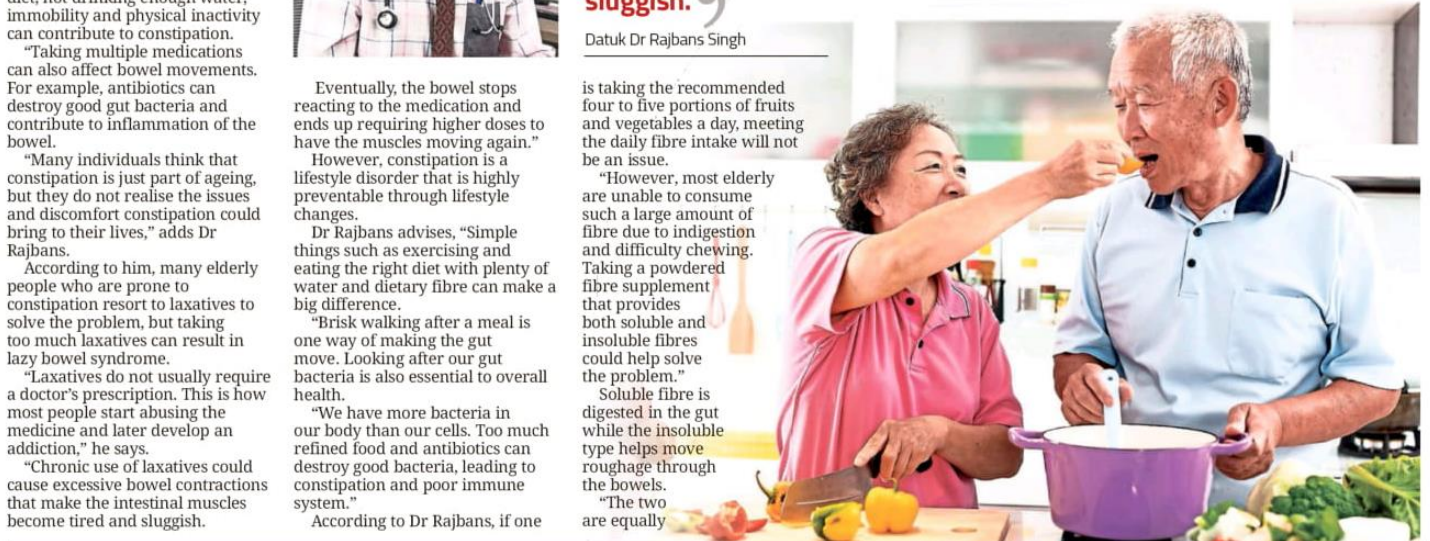 immobility and physical inactivity
can contribute to constipation.
“Taking multiple medications
can also affect bowel movements.
For example, antibiotics can
destroy good gut bacteria and
contribute to inflammation of the
bowel.
“Many individuals think that
constipation is just part of ageing,
but they do not realise the issues
and discomfort constipation could
bring to their lives,” adds Dr
Rajbans.
According to him, many elderly
people who are prone to
constipation resort to laxatives to
solve the problem, but taking
too much laxatives can result in
lazy bowel syndrome.
“Laxatives do not usually require
a doctor’s prescription. This is how
most people start abusing the
medicine and later develop an
addiction,” he says.
“Chronic use of laxatives could
cause excessive bowel contractions
that make the intestinal muscles
become tired and sluggish.
Eventually, the bowel stops
reacting to the medication and
ends up requiring higher doses to
have the muscles moving again.”
However, constipation is a
lifestyle disorder that is highly
preventable through lifestyle
changes.
Dr Rajbans advises, “Simple
things such as exercising and
eating the right diet with plenty of
water and dietary fibre can make a
big difference.
“Brisk walking after a meal is
one way of making the gut
move. Looking after our gut
bacteria is also essential to overall
health.
“We have more bacteria in
our body than our cells. Too much
refined food and antibiotics can
destroy good bacteria, leading to
constipation and poor immune
system.”
According to Dr Rajbans, if one
sluggish.’
Datuk Dr Rajbans Singh
is taking the recommended
four to five portions of fruits
and vegetables a day, meeting
the daily fibre intake will not
be an issue.
“However, most elderly
are unable to consume
such a large amount of
fibre due to indigestion
and difficulty chewing.
Taking a powdered
fibre supplement
that provides
both soluble and
insoluble fibres
could help solve
the problem.”
Soluble fibre is
digested in the gut
while the insoluble
type helps move
roughage through
the bowels.
“The two
are equally